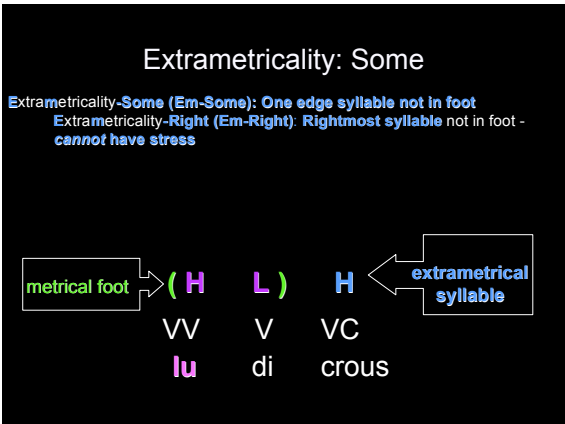 Extrametricality: Some
Extrametricality-Some (Em-Some): One edge syllable not in foot
Extrametricality-Right (Em-Right): Rightmost syllable not in foot -
cannot have stress
metrical foot
( H L ) H
extrametrical
syllable
VV V VC
lu di crous